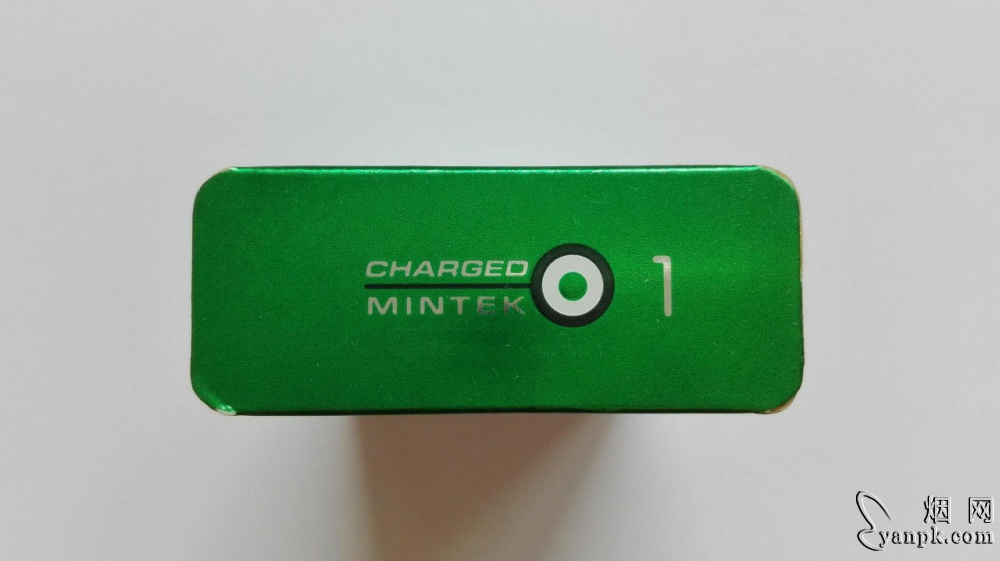 CHARGED
MINTEK
1
烟网
yanpk.com